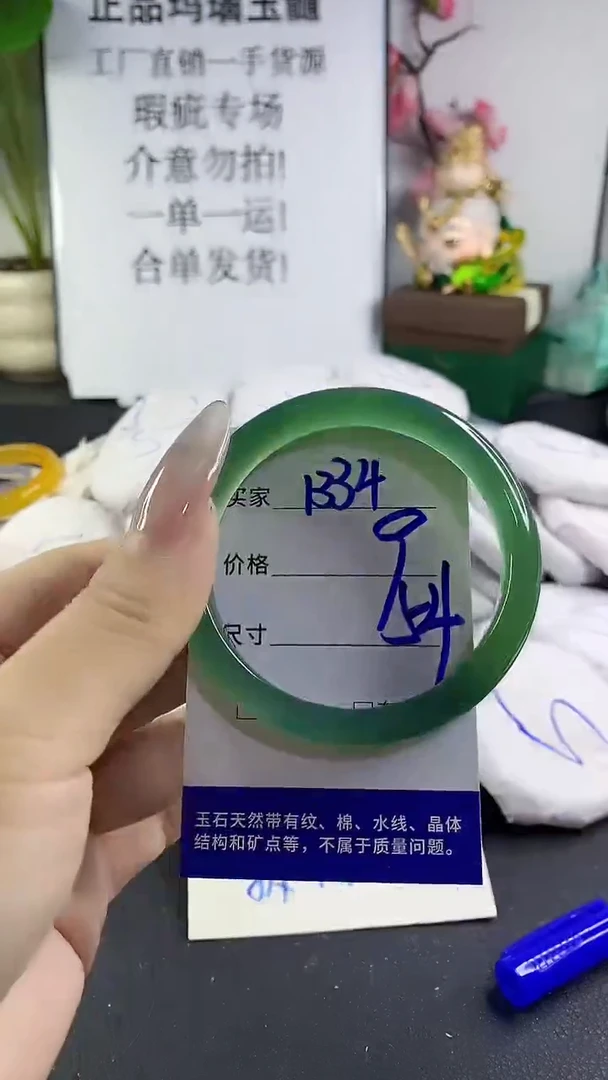 正品玛瑙玉髓
工厂直销一手货源
瑕疵专场
介意勿拍!
一单一运!
合单发货!
买家 1334
价格
尺寸
玉石天然带有纹、棉、水线、晶体
结构和矿点等，不属于质量问题。